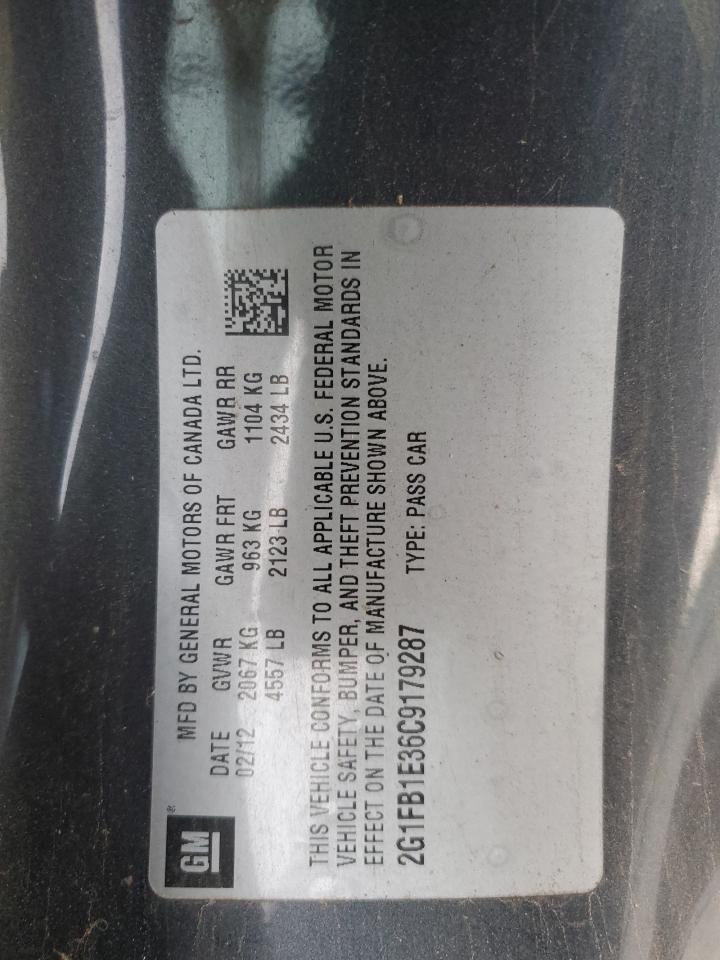 GM®
MFD BY GENERAL MOTORS OF CANADA LTD.
DATE GVWR GAWR FRT GAWR RR
02/12 2067 KG 963 KG 1104 KG
4557 LB 2123 LB 2434 LB
THIS VEHICLE CONFORMS TO ALL APPLICABLE U.S. FEDERAL MOTOR
VEHICLE SAFETY, BUMPER, AND THEFT PREVENTION STANDARDS IN
EFFECT ON THE DATE OF MANUFACTURE SHOWN ABOVE.
2G1FB1E36C9179287 TYPE: PASS CAR